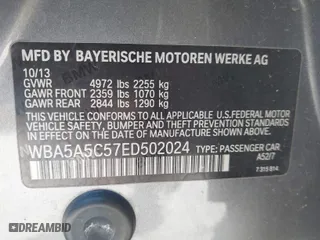 MFD BY BAYERISCHE MOTOREN WERKE AG
10/13
GVWR 4972 lbs 2255 kg
GAWR FRONT 2359 lbs 1070 kg
GAWR REAR 2844 lbs 1290 kg
THIS VEHICLE CONFORMS TO ALL APPLICABLE
U.S. FEDERAL MOTOR VEHICLE SAFETY,
BUMPER, AND THEFT PREVENTION STANDARDS
IN EFFECT ON THE DATE OF MANUFACTURE
SHOWN ABOVE.
WBA5A5C57ED502024 TYPE: PASSENGER CAR
A52/7
7 315 814
DEALERHISTORY.COM